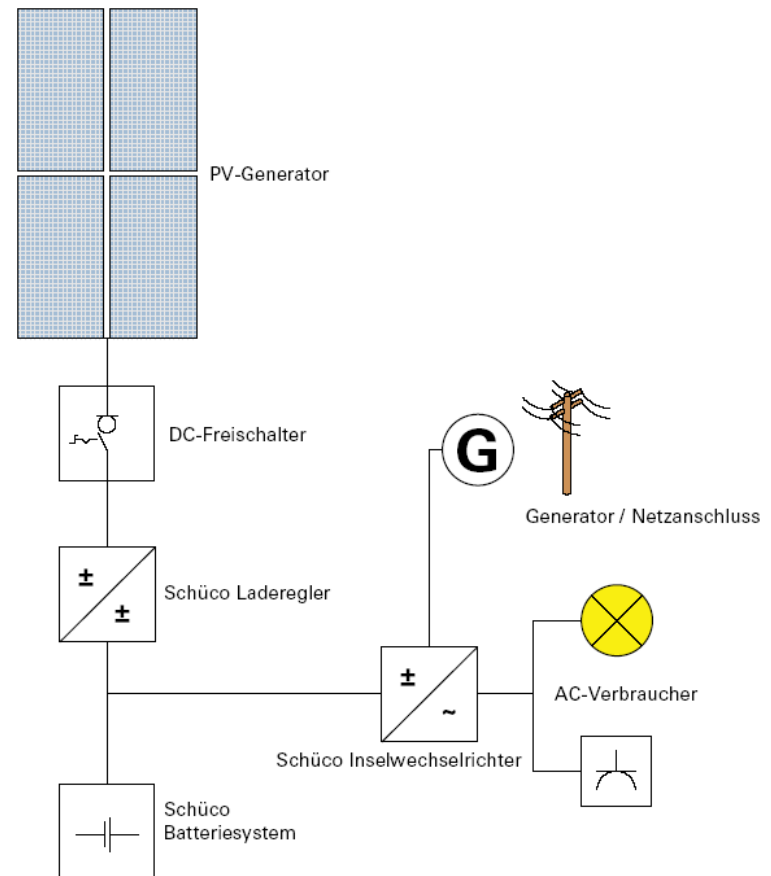 PV-Generator
DC-Freischalter
G
Generator / Netzanschluss
Schüco Laderegler
±
±
±
~
AC-Verbraucher
Schüco Inselwechselrichter
Schüco
Batteriesystem